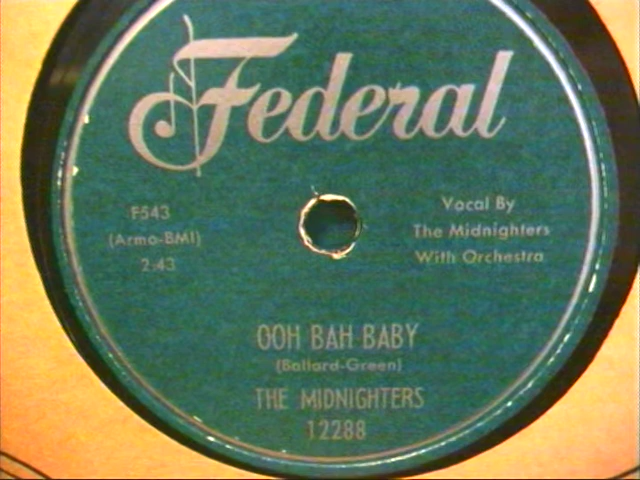 Federal
F543
(Armo-BMI)
2:43
Vocal By
The Midnighters
With Orchestra
OOH BAH BABY
(Ballard-Green)
THE MIDNIGHTERS
12288